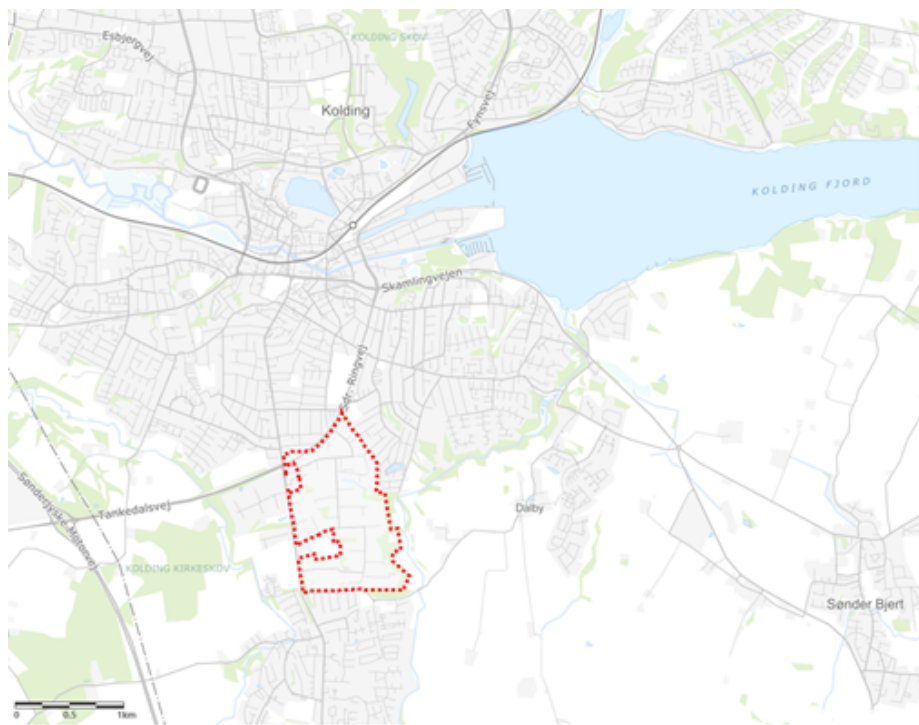 Esbjergvej
KOLDING SKOV
Kolding
Fynsvej
KOLDING FJORD
Skamlingvejen
Sdr. Ringvej
Sønderjyske Motorvej
Tankedalsvej
Dalby
KOLDING KIRKESKOV
Sønder Bjert
0 0.5 1km